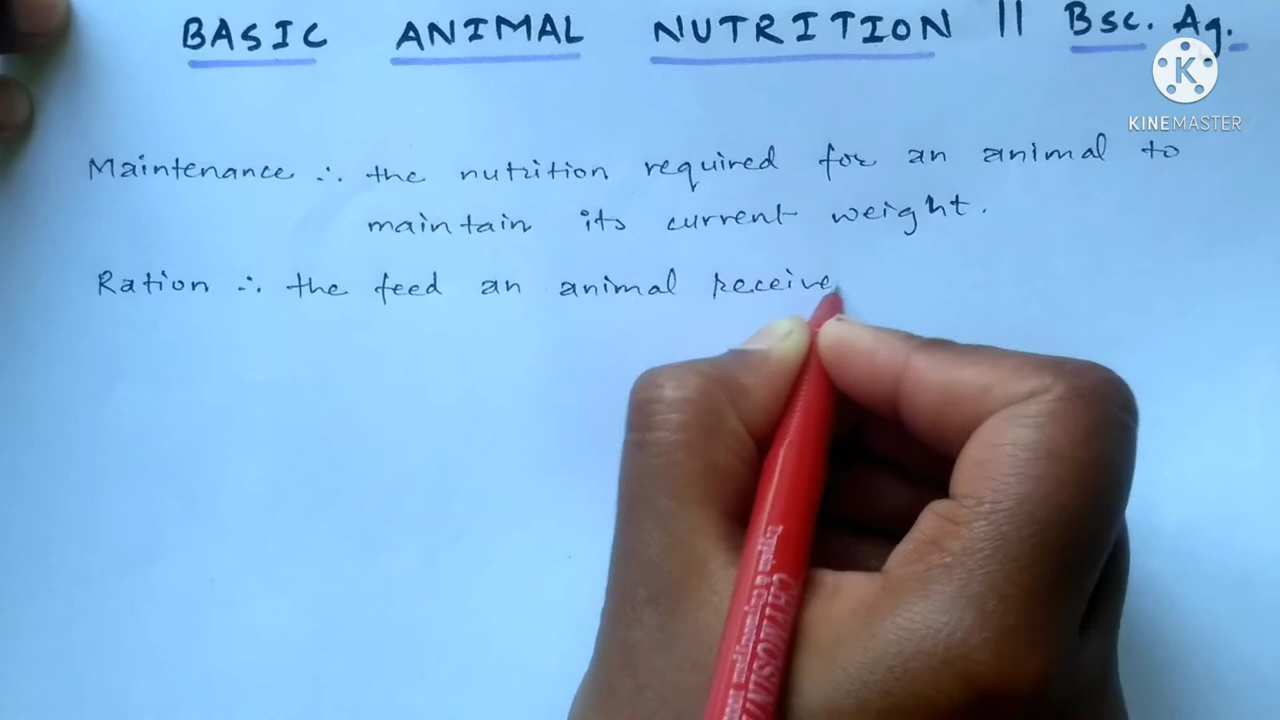 BASIC ANIMAL NUTRITION || Bsc. Ag.
KINEMASTER
Maintenance ∴ the nutrition required for an animal to
maintain its current weight.
Ration ∴ the feed an animal receive
CHYMOSIN